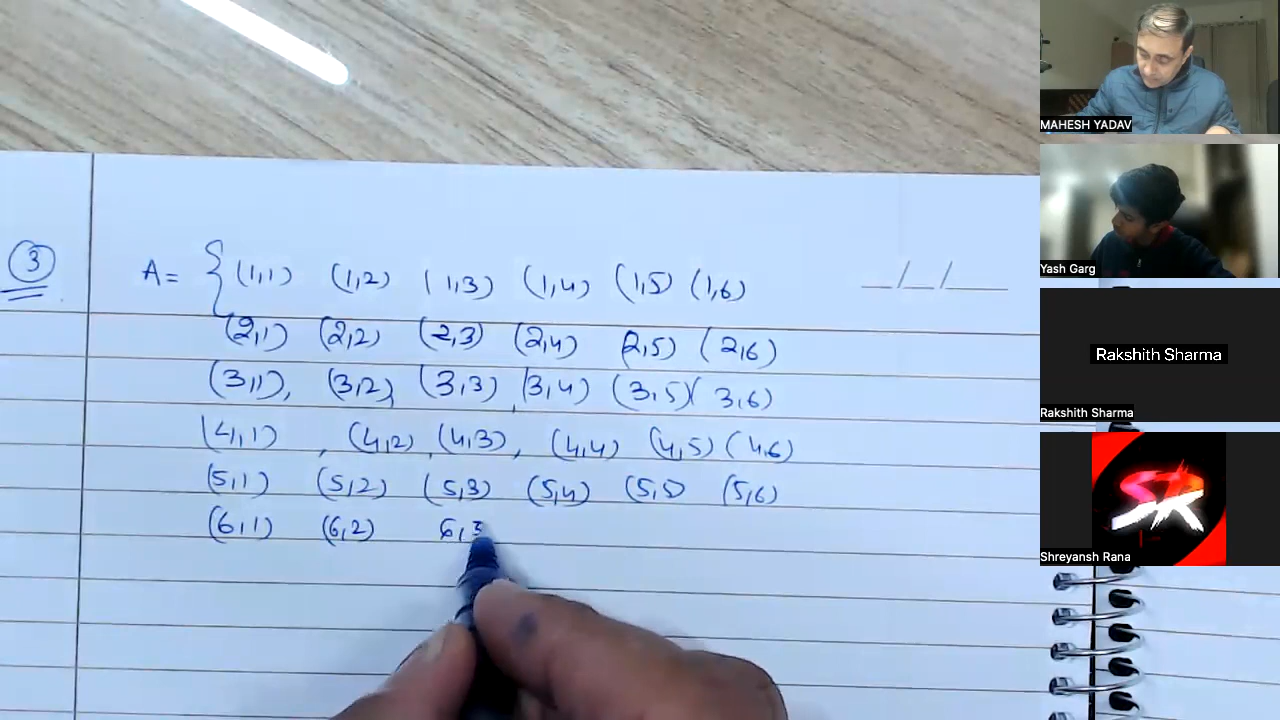 ③
A= {(1,1) (1,2) (1,3) (1,4) (1,5) (1,6)
(2,1) (2,2) (2,3) (2,4) (2,5) (2,6)
(3,1), (3,2), (3,3), (3,4) (3,5) (3,6)
(4,1), (4,2), (4,3), (4,4) (4,5) (4,6)
(5,1) (5,2) (5,3) (5,4) (5,5) (5,6)
(6,1) (6,2) 6,3
__/__/____
MAHESH YADAV
Yash Garg
Rakshith Sharma
Rakshith Sharma
SR
Shreyansh Rana